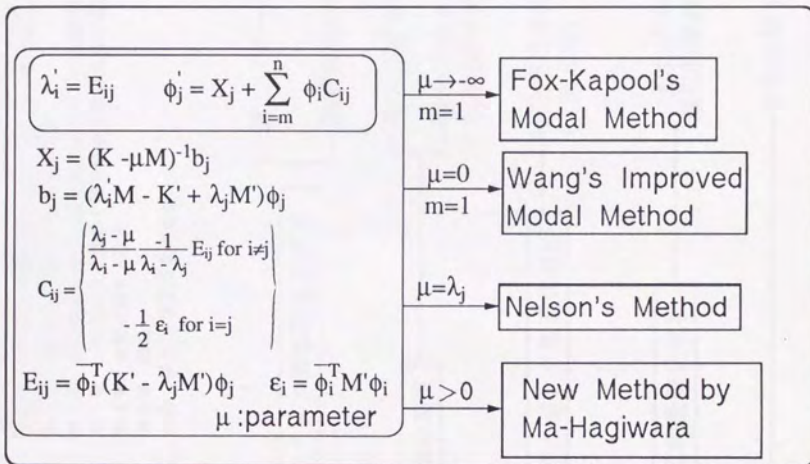 λ'ᵢ = Eᵢⱼ   φ'ⱼ = Xⱼ + Σ(i=m to n) φᵢCᵢⱼ
Xⱼ = (K -μM)⁻¹bⱼ
bⱼ = (λ'ᵢM - K' + λⱼM')φⱼ
Cᵢⱼ = { (λⱼ - μ)/(λᵢ - μ) (-1)/(λᵢ - λⱼ) Eᵢⱼ for i≠j
- 1/2 εᵢ for i=j }
Eᵢⱼ = φ̅ᵢᵀ(K' - λⱼM')φⱼ   εᵢ = φ̅ᵢᵀM'φᵢ
μ :parameter
μ→-∞
m=1
Fox-Kapool's
Modal Method
μ=0
m=1
Wang's Improved
Modal Method
μ=λⱼ
Nelson's Method
μ>0
New Method by
Ma-Hagiwara